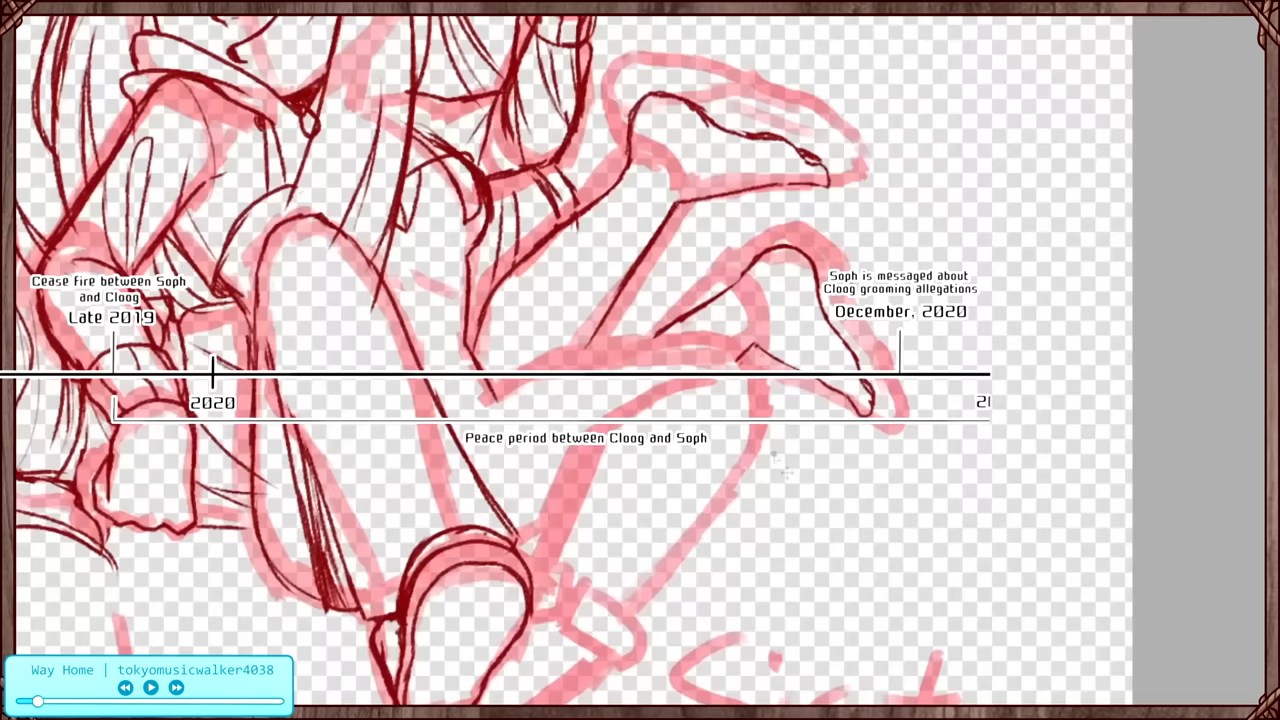 Cease fire between Soph
and Cloog
Late 2019
Soph is messaged about
Cloog grooming allegations
December, 2020
2020
Peace period between Cloog and Soph
Way Home | tokyomusicwalker4038